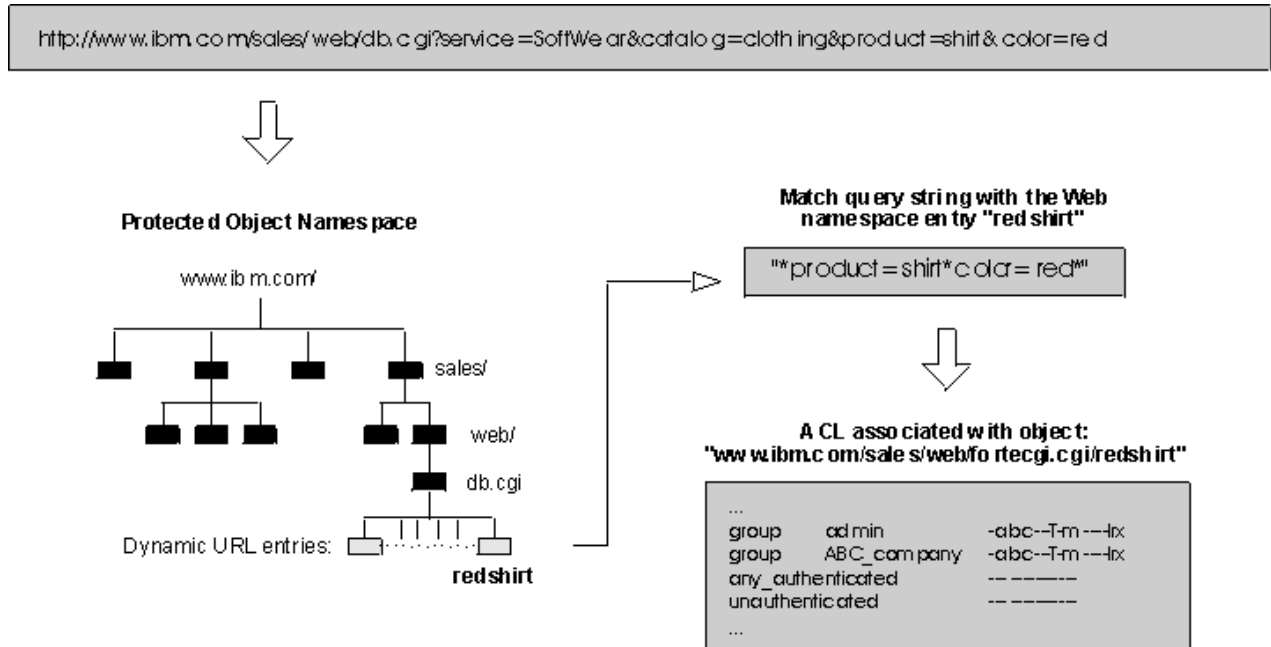 http://www.ibm.com/sales/web/db.cgi?service=SoftWear&catalog=clothing&product=shirt&color=red
Protected Object Namespace
www.ibm.com/
sales/
web/
db.cgi
Dynamic URL entries:
redshirt
Match query string with the Web
namespace entry "redshirt"
"*product=shirt*color=red*"
ACL associated with object:
"www.ibm.com/sales/web/fortecgi.cgi/redshirt"
...
group admin -abc---T-m----lrx
group ABC_company -abc---T-m----lrx
any_authenticated --- --------- ---
unauthenticated --- --------- ---
...